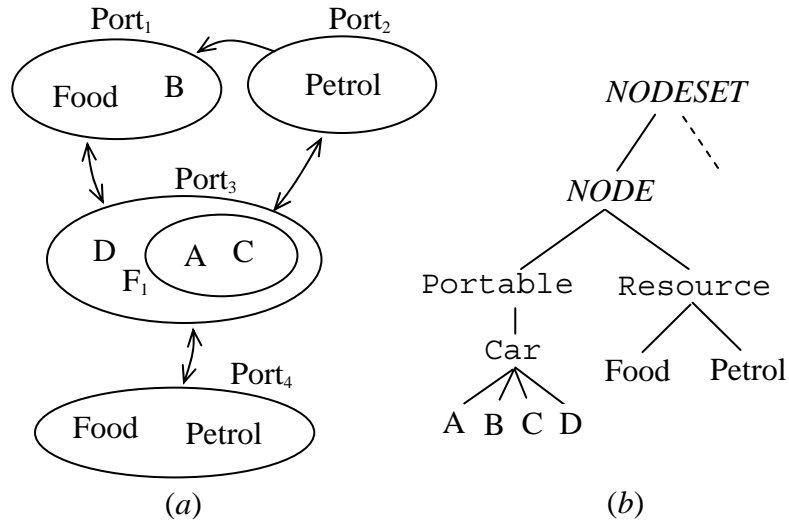 Port₁
Port₂
Food B
Petrol
Port₃
D
F₁
A C
Port₄
Food Petrol
(a)
NODESET
NODE
Portable Resource
Car
Food Petrol
A B C D
(b)